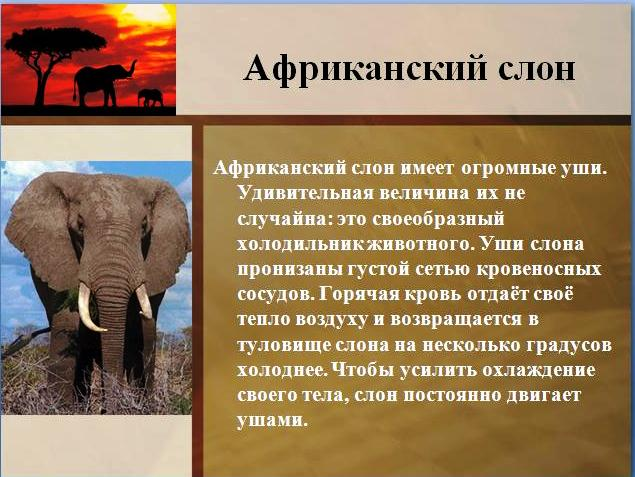 Африканский слон
Африканский слон имеет огромные уши.
Удивительная величина их не
случайна: это своеобразный
холодильник животного. Уши слона
пронизаны густой сетью кровеносных
сосудов. Горячая кровь отдаёт своё
тепло воздуху и возвращается в
туловище слона на несколько градусов
холоднее. Чтобы усилить охлаждение
своего тела, слон постоянно двигает
ушами.